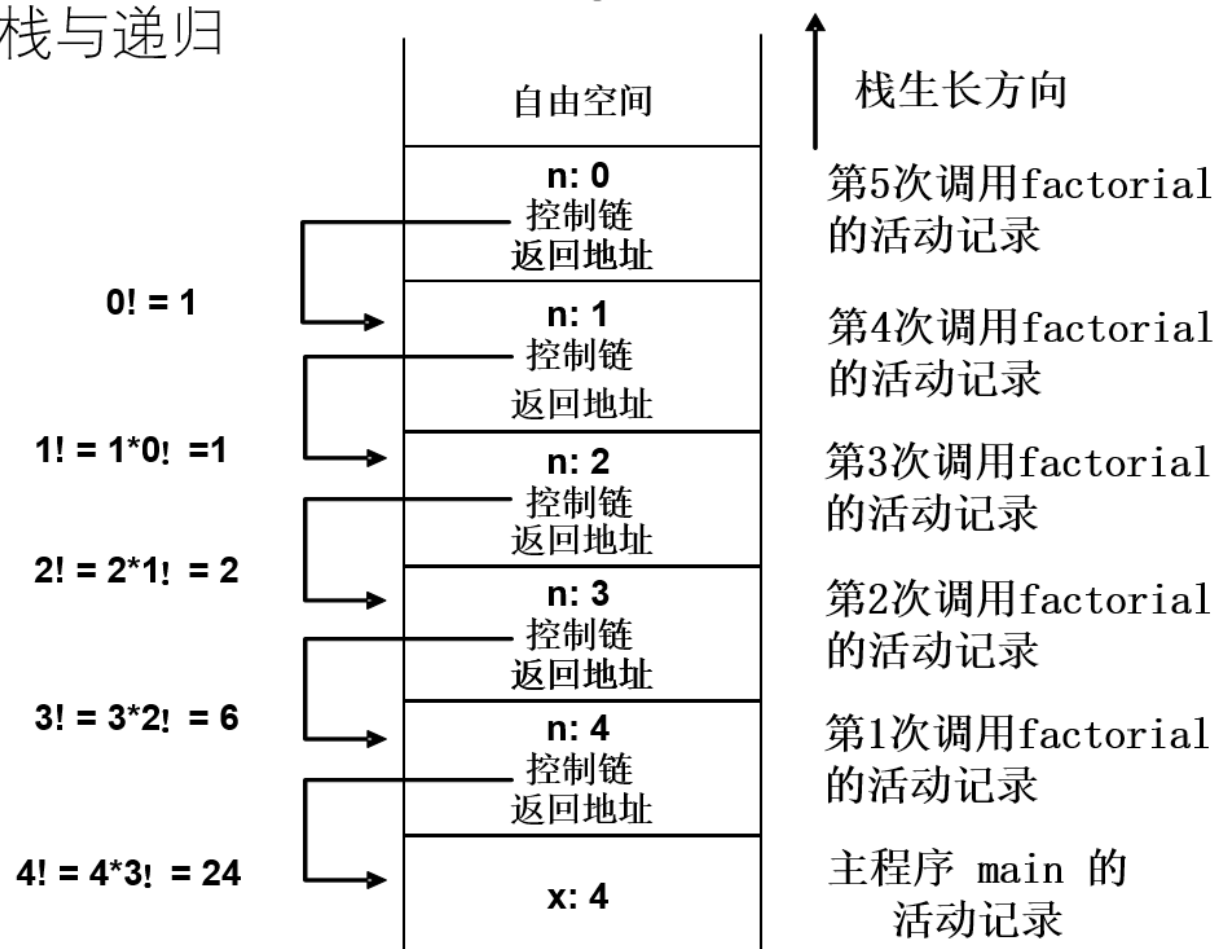 栈与递归
自由空间
栈生长方向
n: 0
控制链
返回地址
第5次调用factorial
的活动记录
0! = 1
n: 1
控制链
返回地址
第4次调用factorial
的活动记录
1! = 1*0! =1
n: 2
控制链
返回地址
第3次调用factorial
的活动记录
2! = 2*1! = 2
n: 3
控制链
返回地址
第2次调用factorial
的活动记录
3! = 3*2! = 6
n: 4
控制链
返回地址
第1次调用factorial
的活动记录
4! = 4*3! = 24
x: 4
主程序 main 的
活动记录